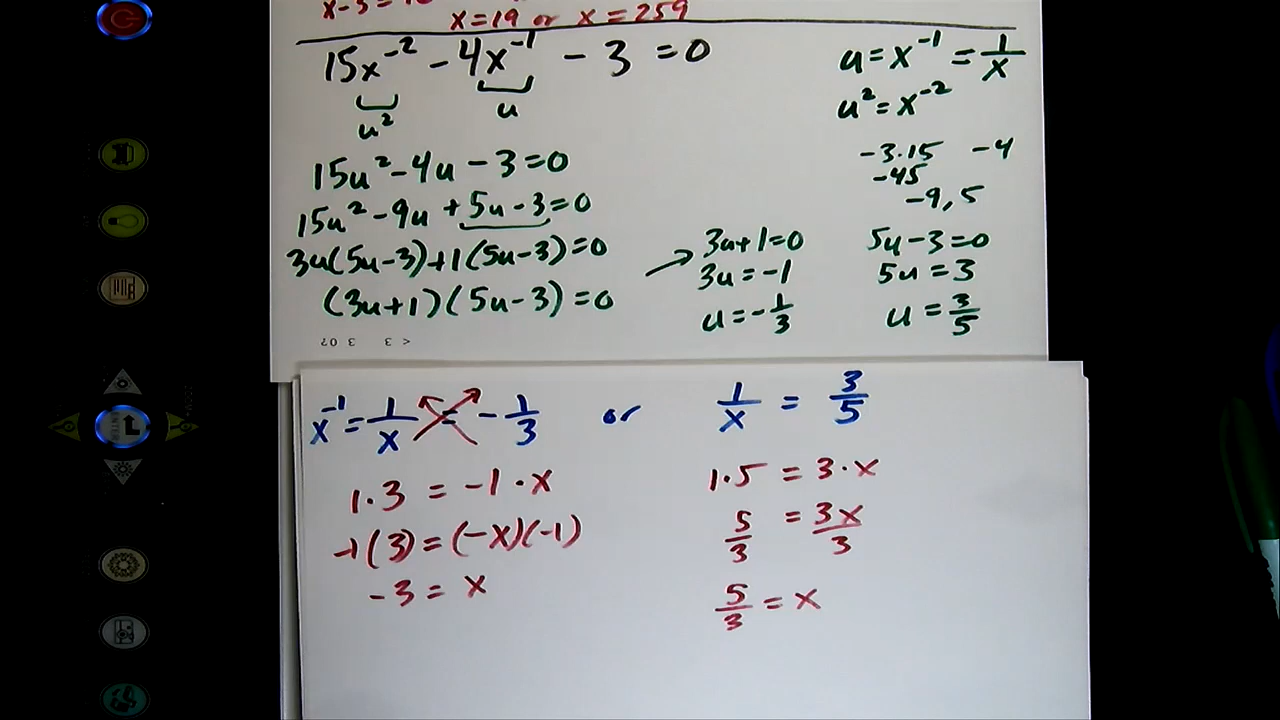 x=19 or x=259
15x⁻² - 4x⁻¹ - 3 = 0
u² u
15u² - 4u - 3 = 0
15u² - 9u + 5u - 3 = 0
3u(5u-3)+1(5u-3)=0
(3u+1)(5u-3)=0
u = x⁻¹ = 1/x
u² = x⁻²
-3·15 -4
-45
-9, 5
3u+1=0
3u=-1
u=-1/3
5u-3=0
5u=3
u=3/5
x⁻¹ = 1/x = -1/3 or 1/x = 3/5
1·3 = -1·x
-1(3) = (-x)(-1)
-3 = x
1·5 = 3·x
5/3 = 3x/3
5/3 = x